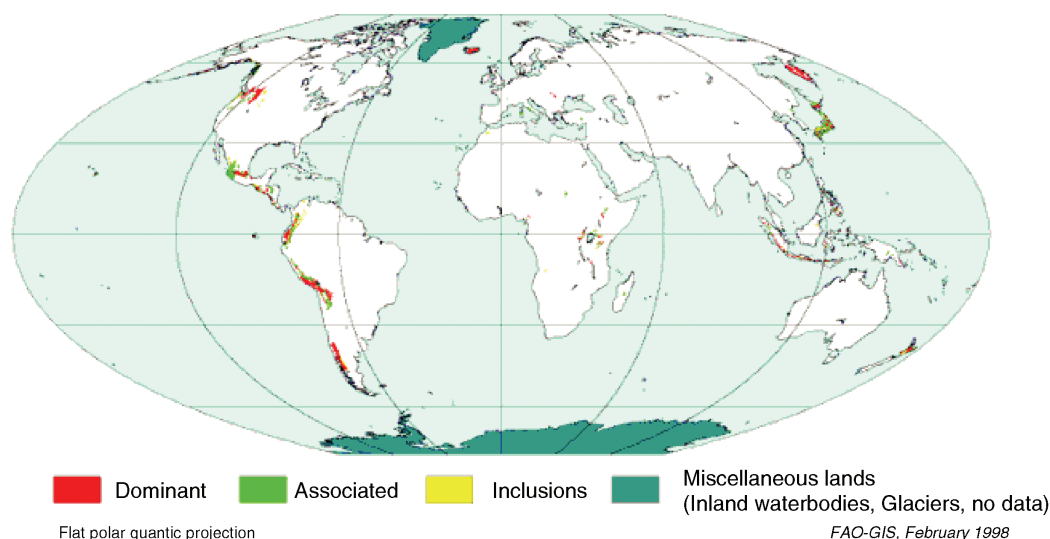 Dominant
Associated
Inclusions
Miscellaneous lands
(Inland waterbodies, Glaciers, no data)
Flat polar quantic projection
FAO-GIS, February 1998